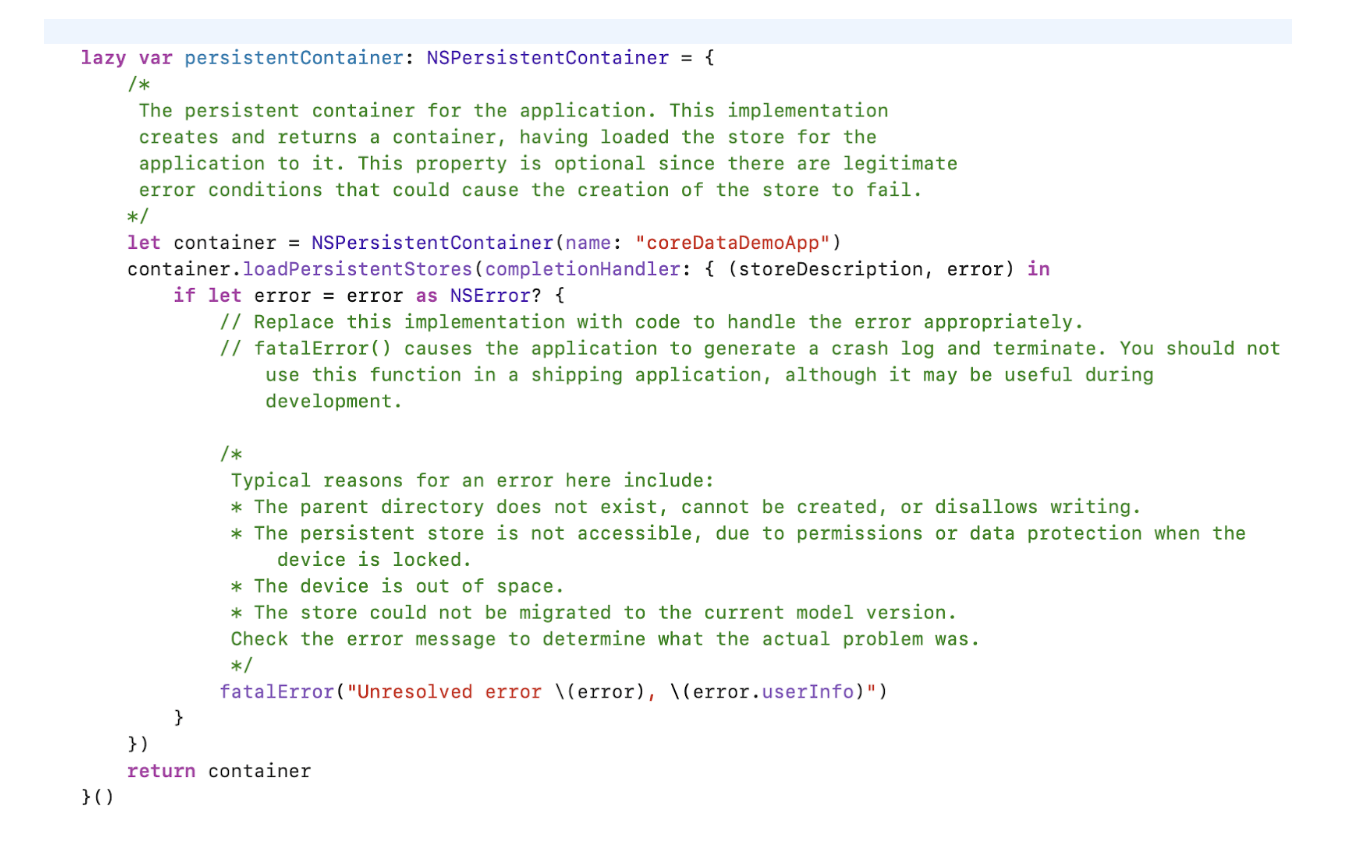 lazy var persistentContainer: NSPersistentContainer = {
/*
The persistent container for the application. This implementation
creates and returns a container, having loaded the store for the
application to it. This property is optional since there are legitimate
error conditions that could cause the creation of the store to fail.
*/
let container = NSPersistentContainer(name: "coreDataDemoApp")
container.loadPersistentStores(completionHandler: { (storeDescription, error) in
if let error = error as NSError? {
// Replace this implementation with code to handle the error appropriately.
// fatalError() causes the application to generate a crash log and terminate. You should not
use this function in a shipping application, although it may be useful during
development.
/*
Typical reasons for an error here include:
* The parent directory does not exist, cannot be created, or disallows writing.
* The persistent store is not accessible, due to permissions or data protection when the
device is locked.
* The device is out of space.
* The store could not be migrated to the current model version.
Check the error message to determine what the actual problem was.
*/
fatalError("Unresolved error \(error), \(error.userInfo)")
}
})
return container
}()